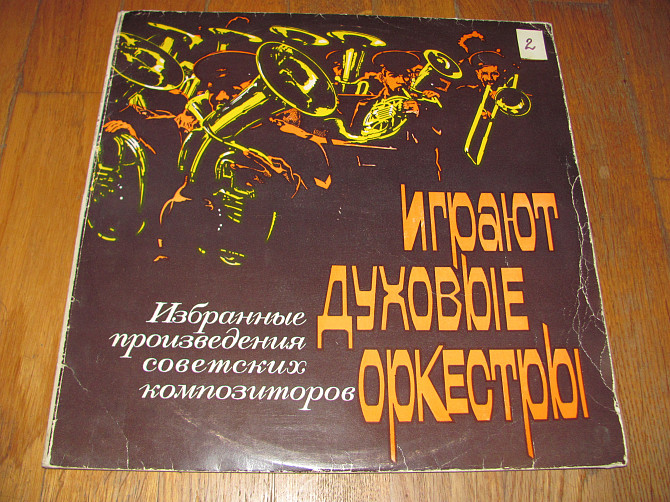 2
Играют
духовые
оркестры
Избранные
произведения
советских
композиторов